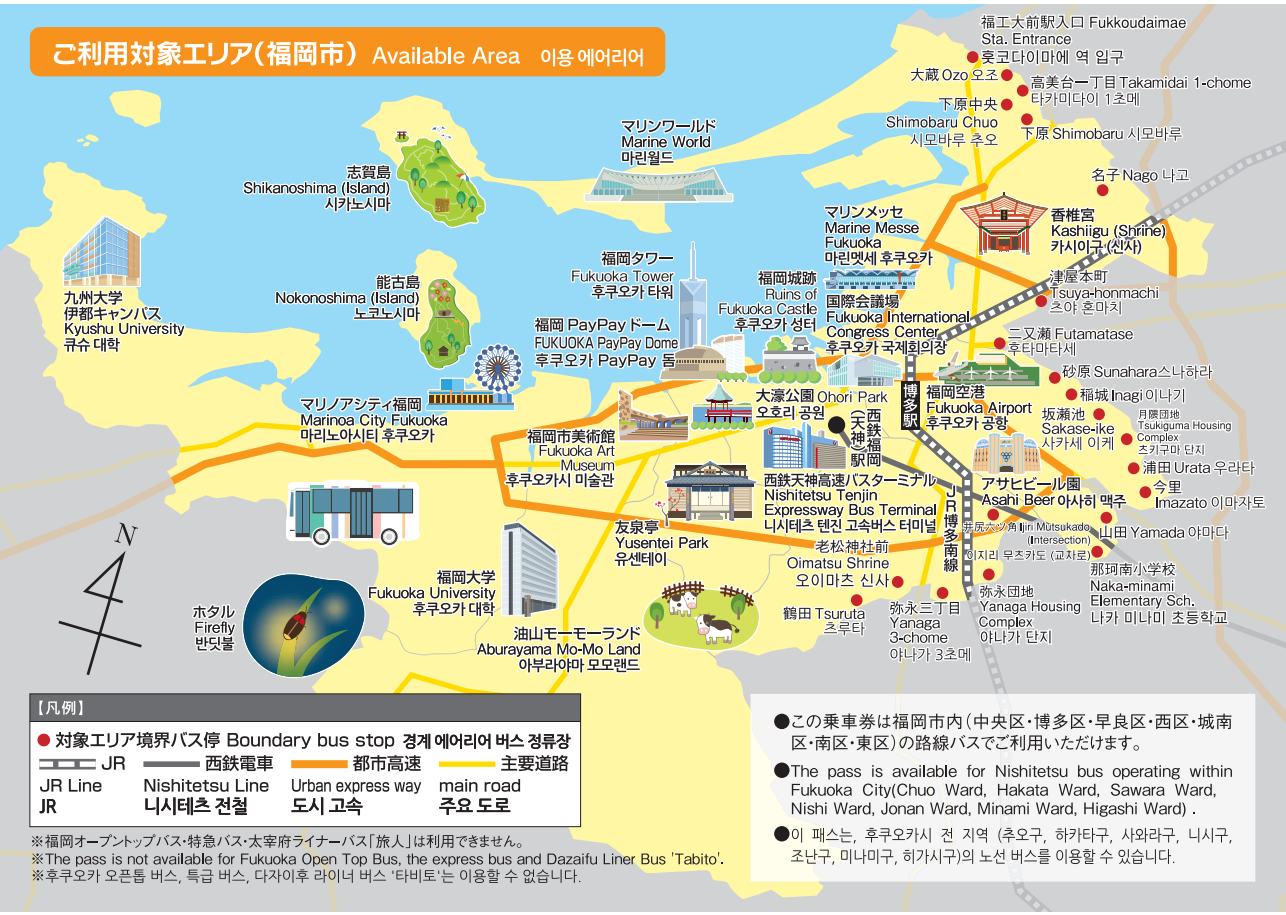 ご利用対象エリア(福岡市) Available Area 이용 에어리어
福工大前駅入口 Fukkoudaimae
Sta. Entrance
훗코다이마에 역 입구
大蔵 Ozo 오조
高美台一丁目 Takamidai 1-chome
타카미다이 1초메
下原中央
Shimobaru Chuo
시모바루 추오
下原 Shimobaru 시모바루
名子 Nago 나고
マリンワールド
Marine World
마린월드
志賀島
Shikanoshima (Island)
시카노시마
マリンメッセ
Marine Messe
Fukuoka
마린멧세 후쿠오카
香椎宮
Kashiigu (Shrine)
카시이구 (신사)
九州大学
伊都キャンパス
Kyushu University
큐슈 대학
能古島
Nokonoshima (Island)
노코노시마
福岡タワー
Fukuoka Tower
후쿠오카 타워
福岡城跡
Ruins of
Fukuoka Castle
후쿠오카 성터
国際会議場
Fukuoka International
Congress Center
후쿠오카 국제회의장
津屋本町
Tsuya-honmachi
츠야 혼마치
福岡 PayPay ドーム
FUKUOKA PayPay Dome
후쿠오카 PayPay 돔
二又瀬 Futamatase
후타마타세
砂原 Sunahara스나하라
稲城 Inagi 이나기
マリノアシティ福岡
Marinoa City Fukuoka
마리노아시티 후쿠오카
大濠公園 Ohori Park
오호리 공원
西鉄福岡
(天神)駅
博多駅
福岡空港
Fukuoka Airport
후쿠오카 공항
坂瀬池
Sakase-ike
사카세 이케
月隈団地
Tsukiguma Housing
Complex
츠키구마 단지
福岡市美術館
Fukuoka Art
Museum
후쿠오카시 미술관
浦田 Urata 우라타
今里
Imazato 이마자토
西鉄天神高速バスターミナル
Nishitetsu Tenjin
Expressway Bus Terminal
니시테츠 텐진 고속버스 터미널
アサヒビール園
Asahi Beer 아사히 맥주
JR博多南線
井尻六ツ角 Ijiri Mutsukado
(Intersection)
이지리 무츠카도 (교차로)
山田 Yamada 야마다
友泉亭
Yusentei Park
유센테이
老松神社前
Oimatsu Shrine
오이마츠 신사
那珂南小学校
Naka-minami
Elementary Sch.
나카 미나미 초등학교
N
福岡大学
Fukuoka University
후쿠오카 대학
ホタル
Firefly
반딧불
鶴田 Tsuruta
츠루타
弥永三丁目
Yanaga
3-chome
야나가 3초메
弥永団地
Yanaga Housing
Complex
야나가 단지
油山モーモーランド
Aburayama Mo-Mo Land
아부라야마 모모랜드
【凡例】
● 対象エリア境界バス停 Boundary bus stop 경계 에어리어 버스 정류장
JR 西鉄電車 都市高速 主要道路
JR Line Nishitetsu Line Urban express way main road
JR 니시테츠 전철 도시 고속 주요 도로
※福岡オープントップバス・特急バス・太宰府ライナーバス「旅人」は利用できません。
※The pass is not available for Fukuoka Open Top Bus, the express bus and Dazaifu Liner Bus 'Tabito'.
※후쿠오카 오픈톱 버스, 특급 버스, 다자이후 라이너 버스 '타비토'는 이용할 수 없습니다.
●この乗車券は福岡市内(中央区・博多区・早良区・西区・城南
区・南区・東区)の路線バスでご利用いただけます。
●The pass is available for Nishitetsu bus operating within
Fukuoka City(Chuo Ward, Hakata Ward, Sawara Ward,
Nishi Ward, Jonan Ward, Minami Ward, Higashi Ward) .
●이 패스는, 후쿠오카시 전 지역 (추오구, 하카타구, 사와라구, 니시구,
조난구, 미나미구, 히가시구)의 노선 버스를 이용할 수 있습니다.